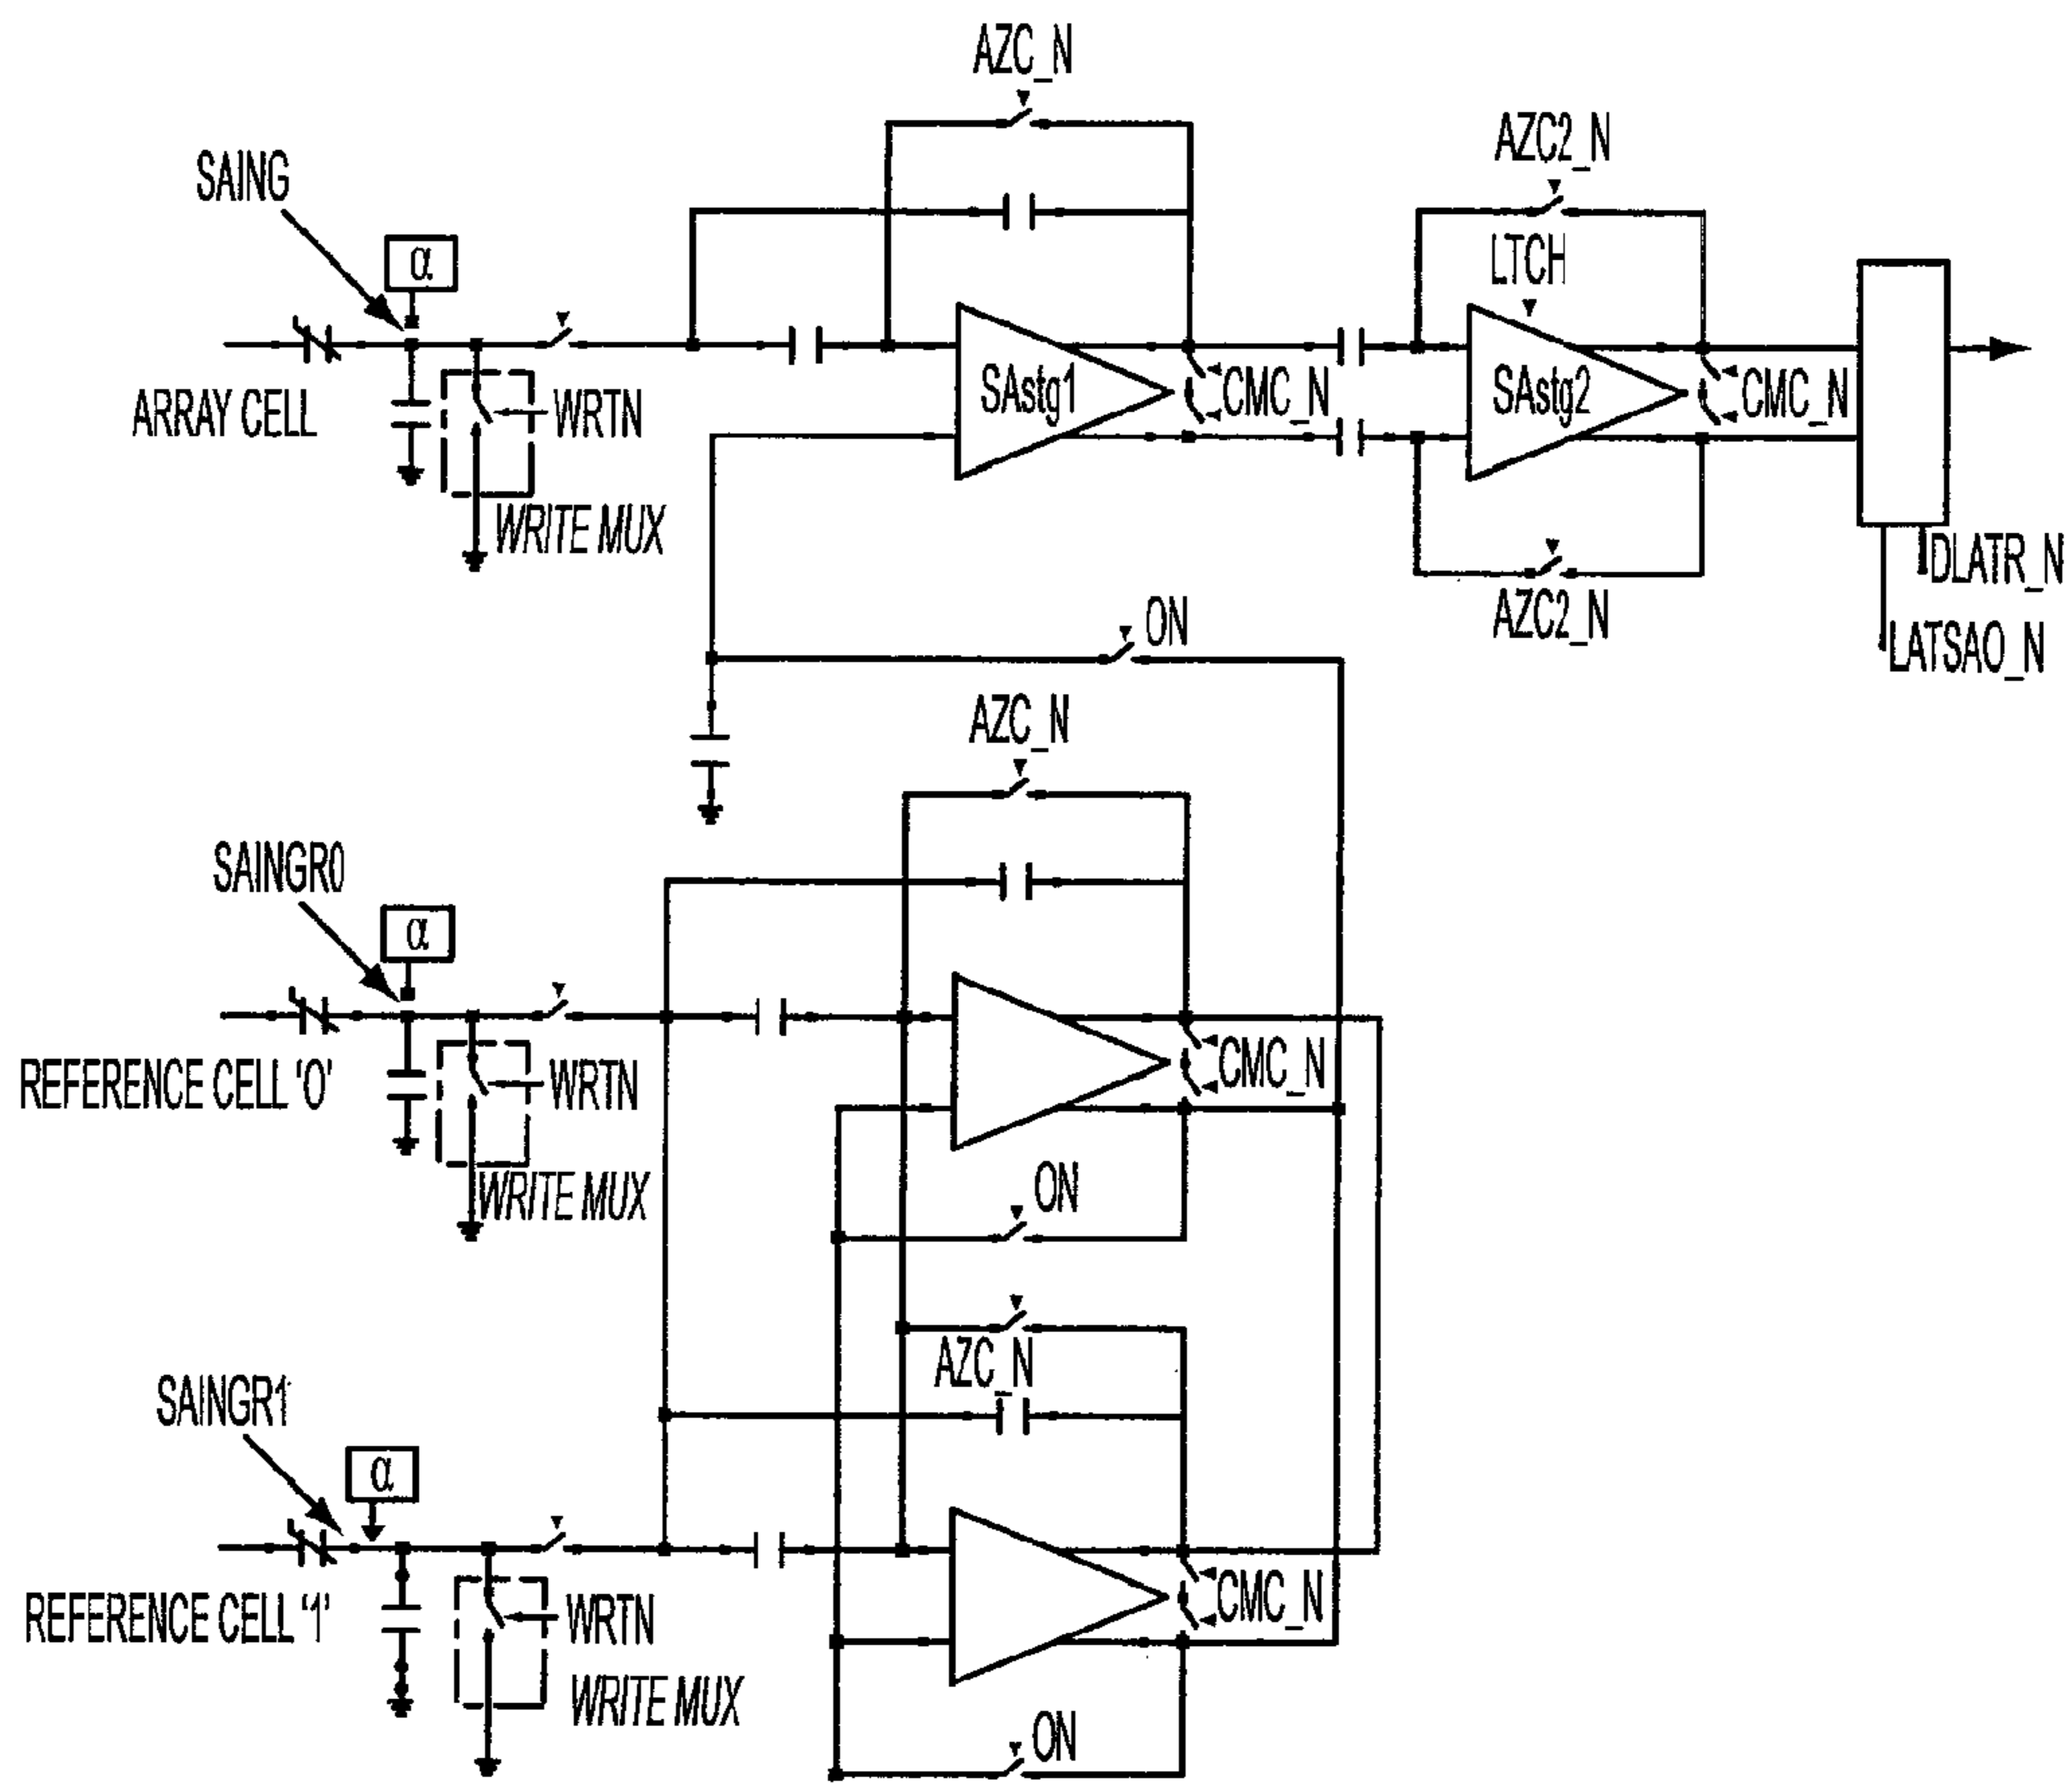 AZC_N
SAING
α
AZC2_N
LTCH
SAstg1
CMC_N
SAstg2
CMC_N
ARRAY CELL
WRTN
WRITE MUX
DLATR_N
AZC2_N
LATSAO_N
ON
AZC_N
SAINGR0
α
CMC_N
REFERENCE CELL '0'
WRTN
WRITE MUX
ON
AZC_N
SAINGR1
α
CMC_N
REFERENCE CELL '1'
WRTN
WRITE MUX
ON